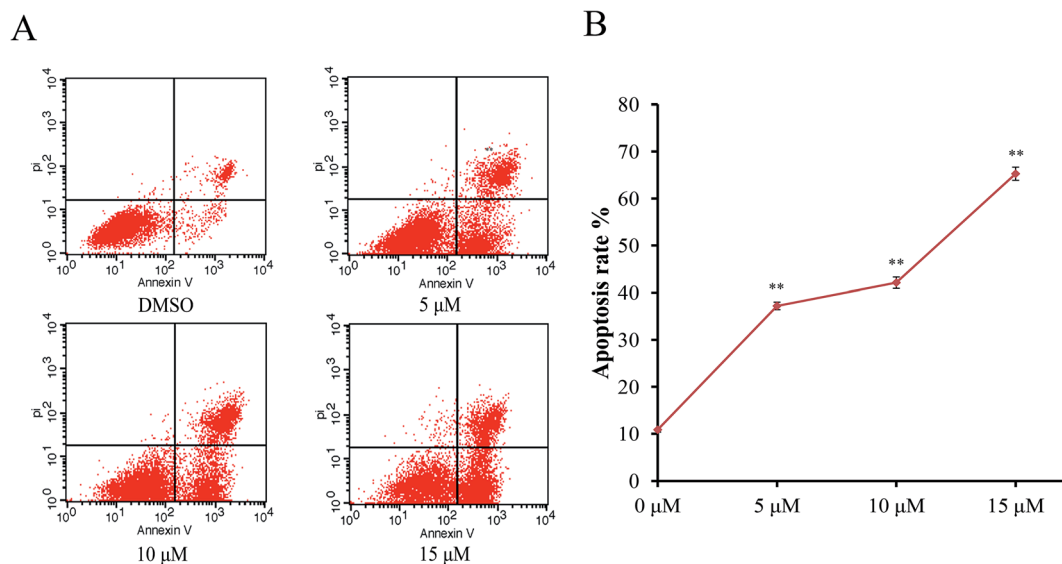 A
B
10⁴
10³
10²
10¹
10⁰
pi
10⁰ 10¹ 10² 10³ 10⁴
Annexin V
DMSO
10⁴
10³
10²
10¹
10⁰
pi
10⁰ 10¹ 10² 10³ 10⁴
Annexin V
5 μM
10⁴
10³
10²
10¹
10⁰
pi
10⁰ 10¹ 10² 10³ 10⁴
Annexin V
10 μM
10⁴
10³
10²
10¹
10⁰
pi
10⁰ 10¹ 10² 10³ 10⁴
Annexin V
15 μM
Apoptosis rate %
80
70
60
50
40
30
20
10
0
**
**
**
0 μM 5 μM 10 μM 15 μM